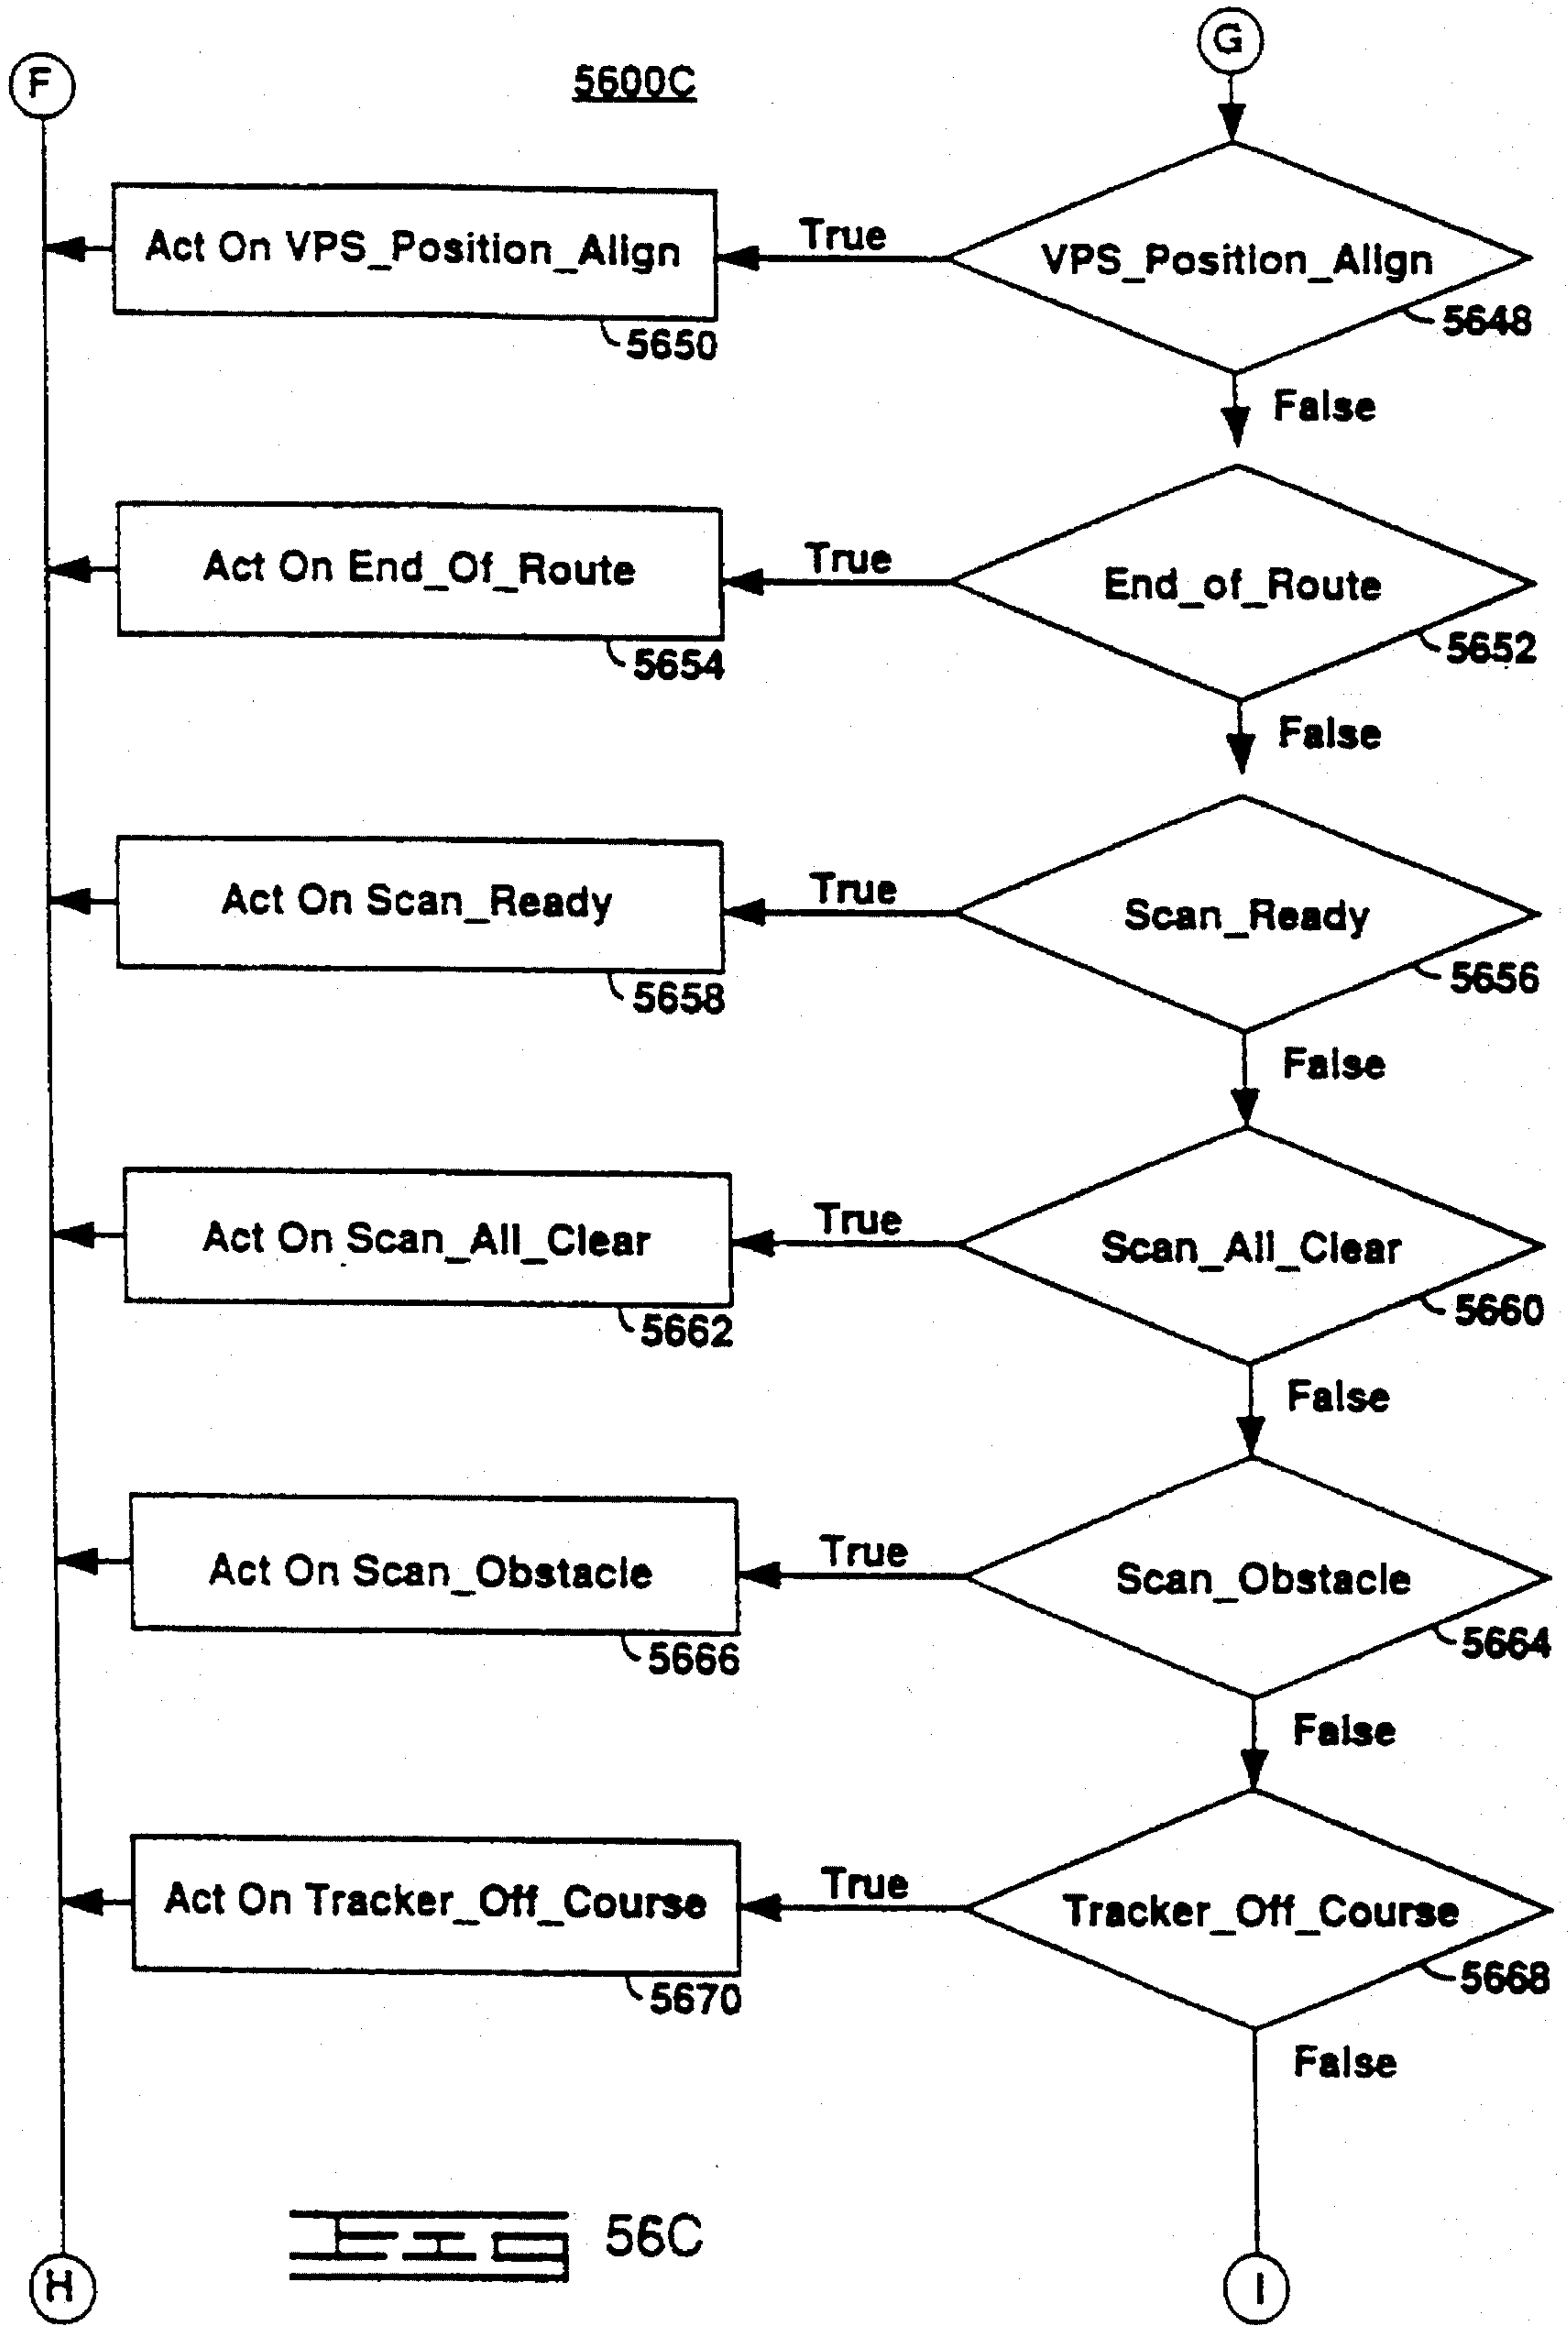 G
F
5600C
Act On VPS_Position_Align
True
VPS_Position_Align
5650
5648
False
Act On End_Of_Route
True
End_of_Route
5654
5652
False
Act On Scan_Ready
True
Scan_Ready
5658
5656
False
Act On Scan_All_Clear
True
Scan_All_Clear
5662
5660
False
Act On Scan_Obstacle
True
Scan_Obstacle
5666
5664
False
Act On Tracker_Off_Course
True
Tracker_Off_Course
5670
5668
False
FIG 56C
H
I